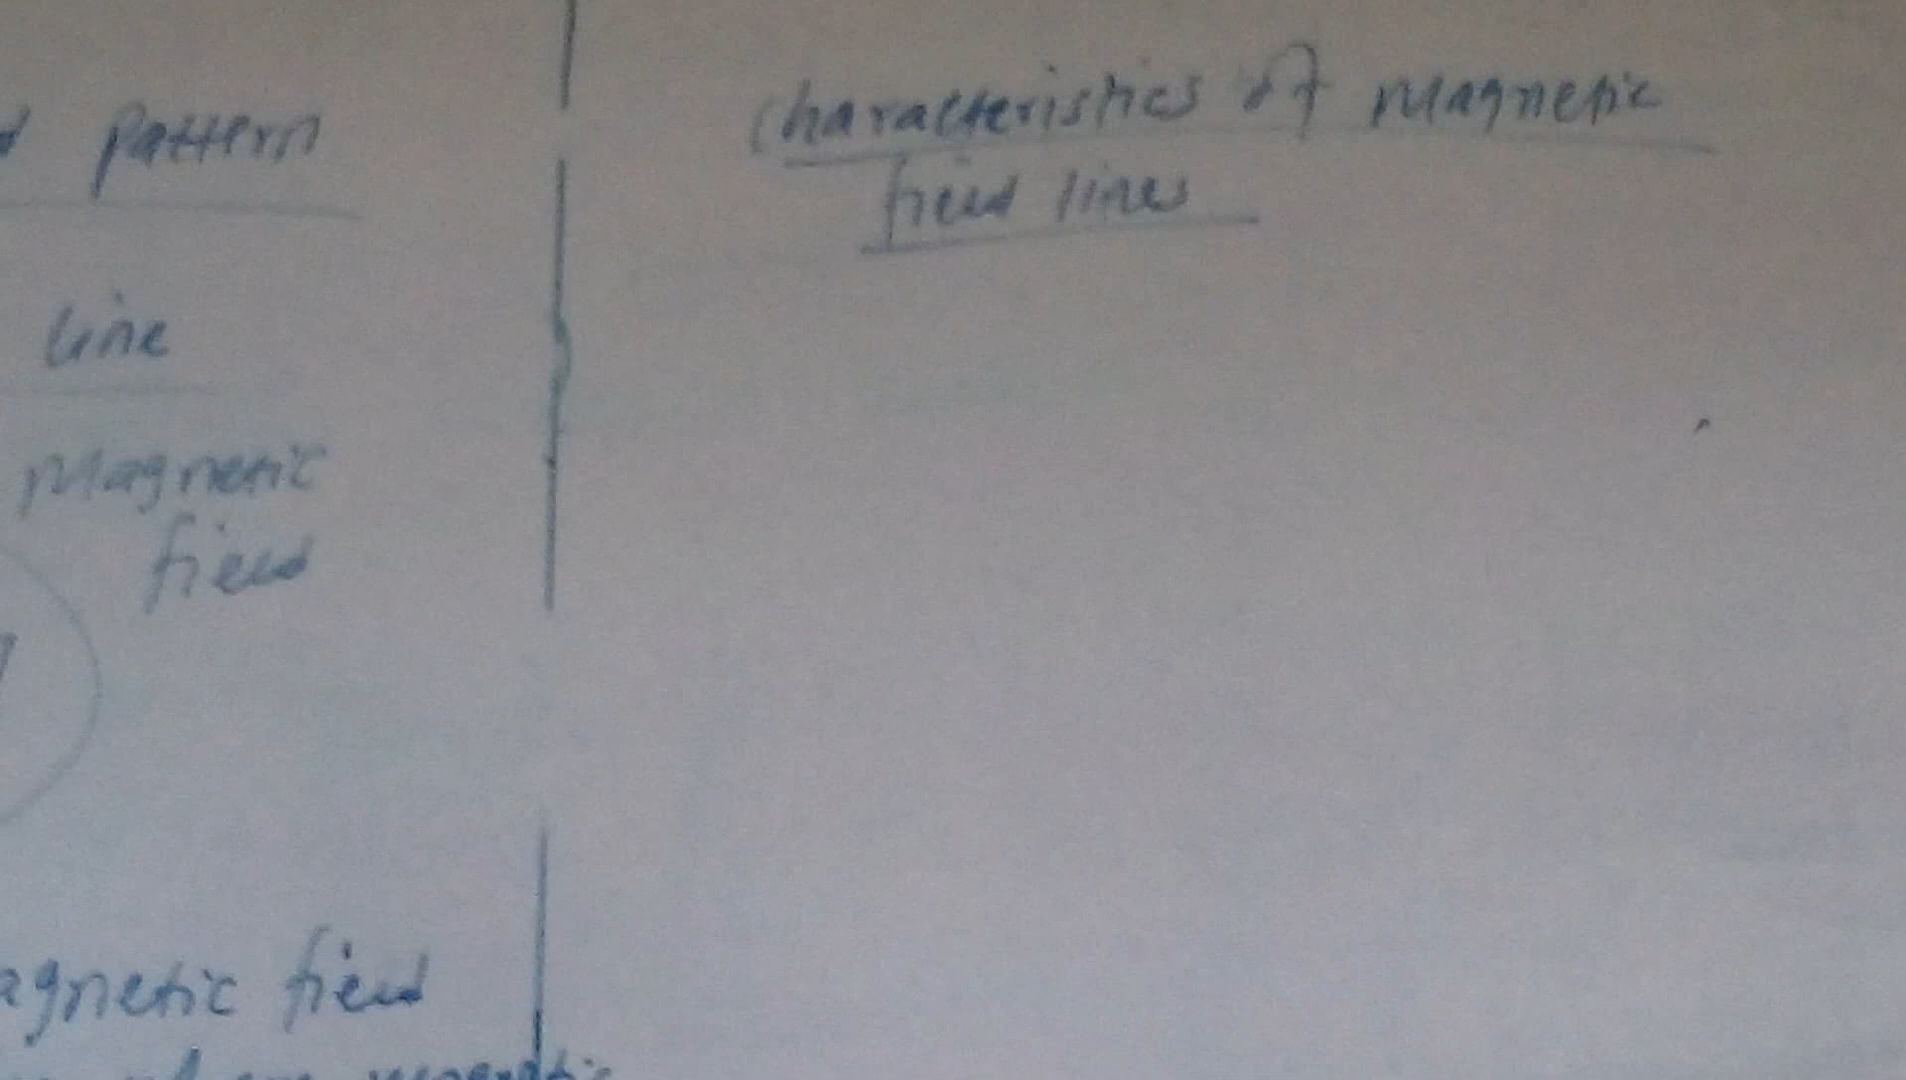 pattern
line
Magnetic
field
agnetic field
characteristics of Magnetic
field lines